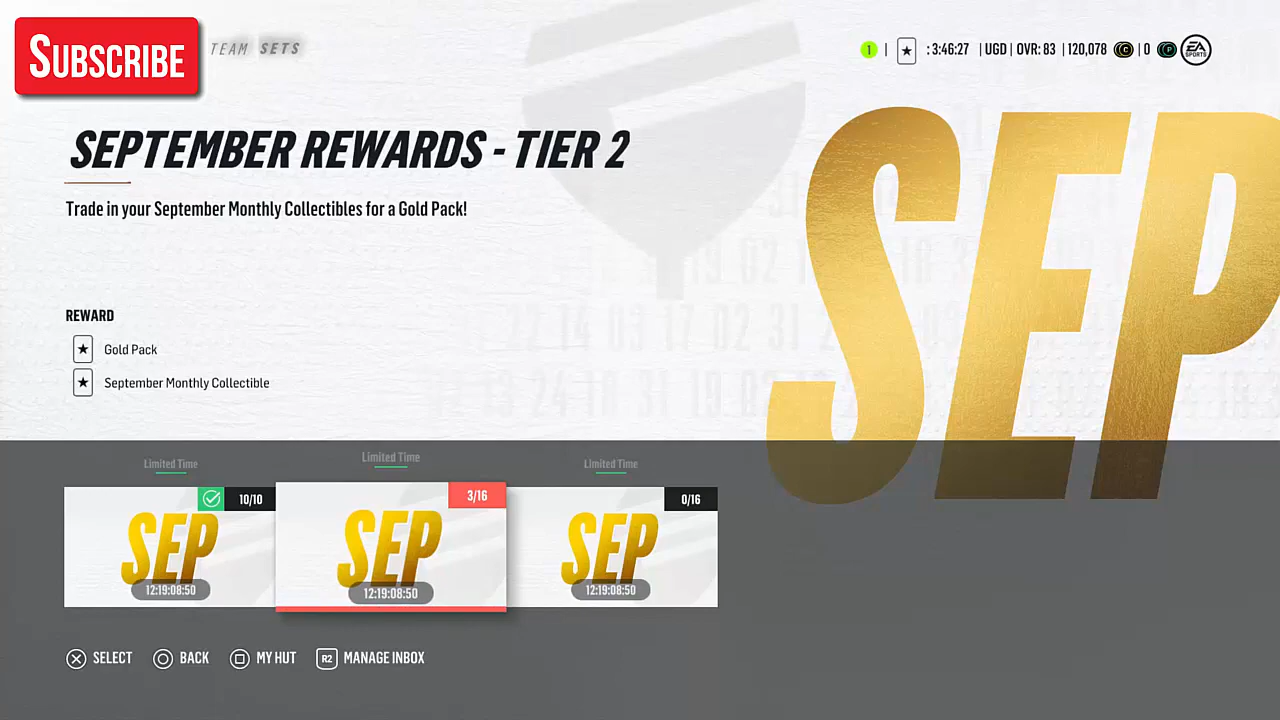 SUBSCRIBE
TEAM SETS
1 | ★ : 3:46:27 | UGD | OVR: 83 | 120,078 C | 0 P EA SPORTS
SEPTEMBER REWARDS - TIER 2
Trade in your September Monthly Collectibles for a Gold Pack!
SEP
REWARD
Gold Pack
September Monthly Collectible
Limited Time Limited Time Limited Time
10/10 3/16 0/16
SEP SEP SEP
12:19:08:50 12:19:08:50 12:19:08:50
SELECT BACK MY HUT R2 MANAGE INBOX